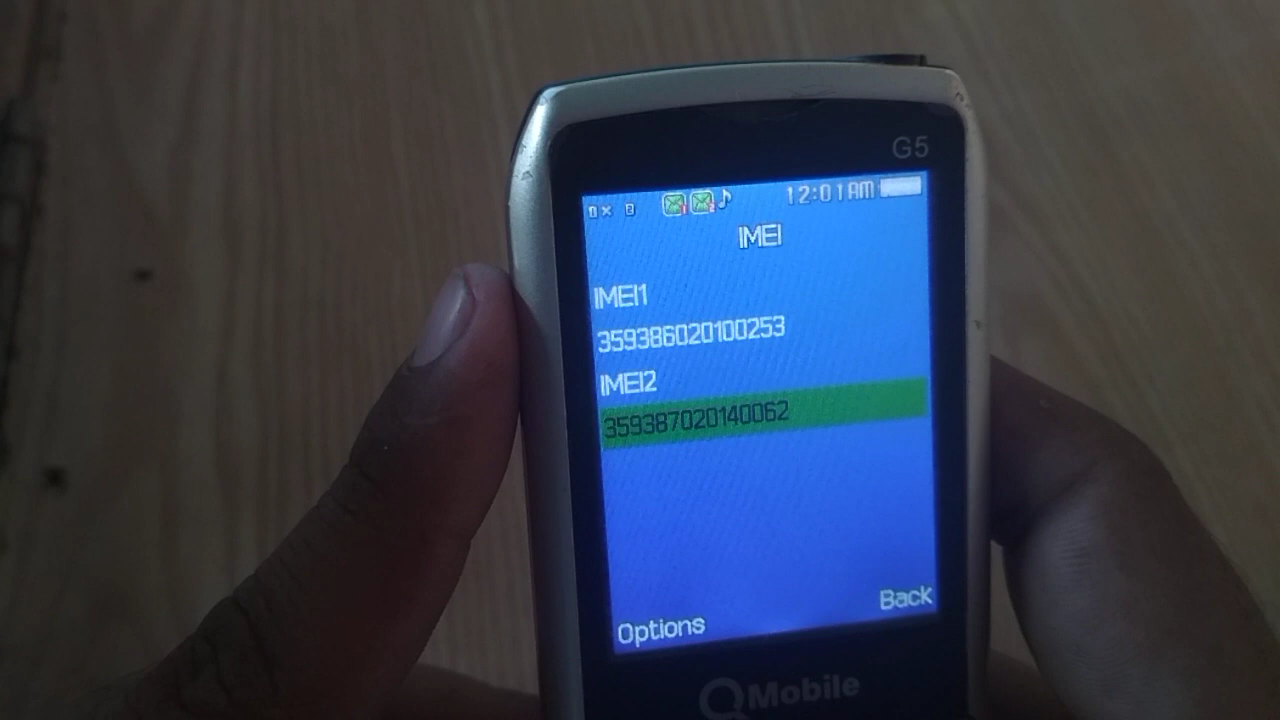 G5
12:01AM
IMEI
IMEI1
359386020100253
IMEI2
359387020140062
Back
Options
QMobile